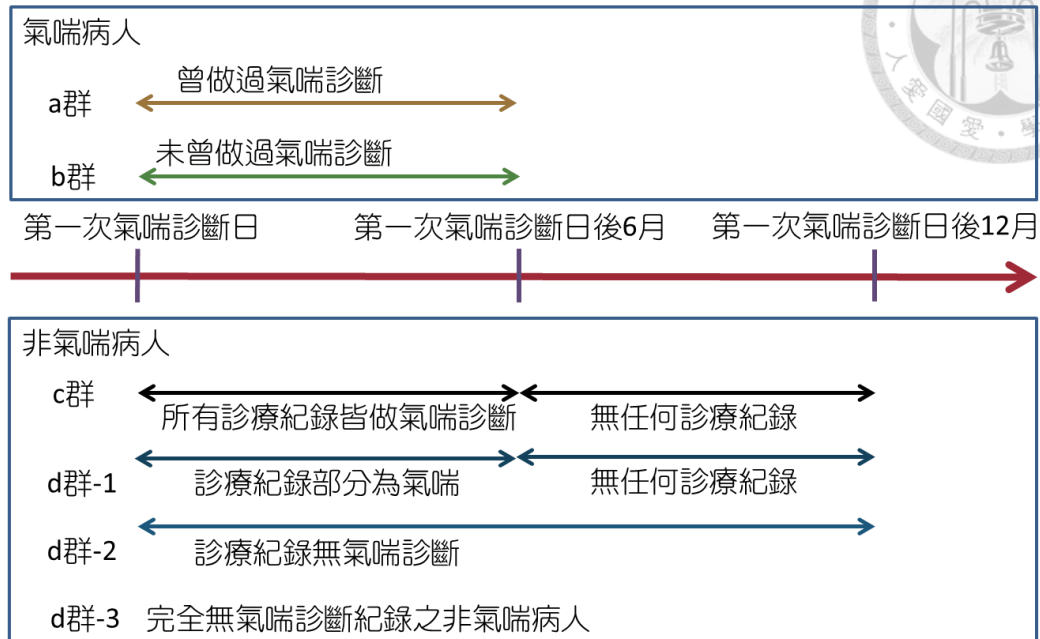 氣喘病人
曾做過氣喘診斷
a群
未曾做過氣喘診斷
b群
第一次氣喘診斷日 第一次氣喘診斷日後6月 第一次氣喘診斷日後12月
非氣喘病人
c群
所有診療紀錄皆做氣喘診斷 無任何診療紀錄
d群-1 診療紀錄部分為氣喘 無任何診療紀錄
d群-2 診療紀錄無氣喘診斷
d群-3 完全無氣喘診斷紀錄之非氣喘病人
人愛國愛·學